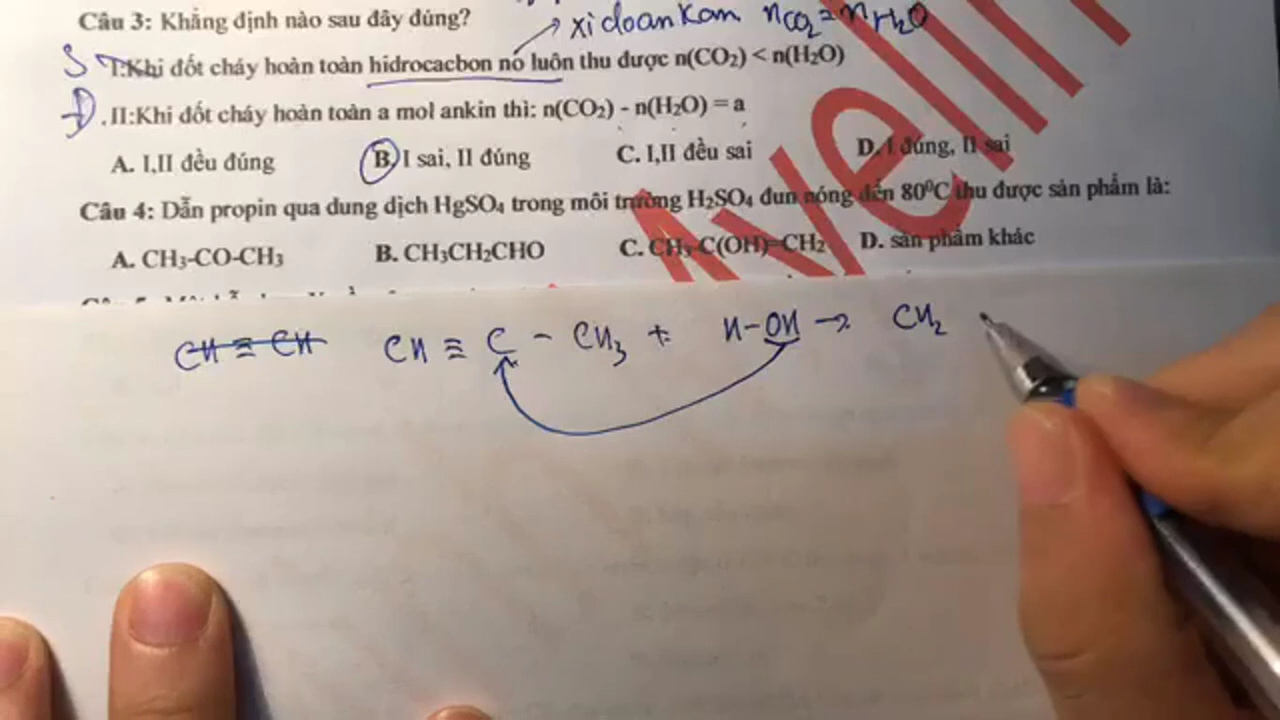 Câu 3: Khẳng định nào sau đây đúng?
xicloankan nCO₂ = nH₂O
S I:Khi đốt cháy hoàn toàn hidrocacbon no luôn thu được n(CO₂) < n(H₂O)
Đ .II:Khi đốt cháy hoàn toàn a mol ankin thì: n(CO₂) - n(H₂O) = a
A. I,II đều đúng B. I sai, II đúng C. I,II đều sai D. I đúng, II sai
Câu 4: Dẫn propin qua dung dịch HgSO₄ trong môi trường H₂SO₄ đun nóng đến 80⁰C thu được sản phẩm là:
A. CH₃-CO-CH₃ B. CH₃CH₂CHO C. CH₃-C(OH)=CH₂ D. sản phẩm khác
CH ≡ CH CH ≡ C - CH₃ + H-OH → CH₂
Avelin